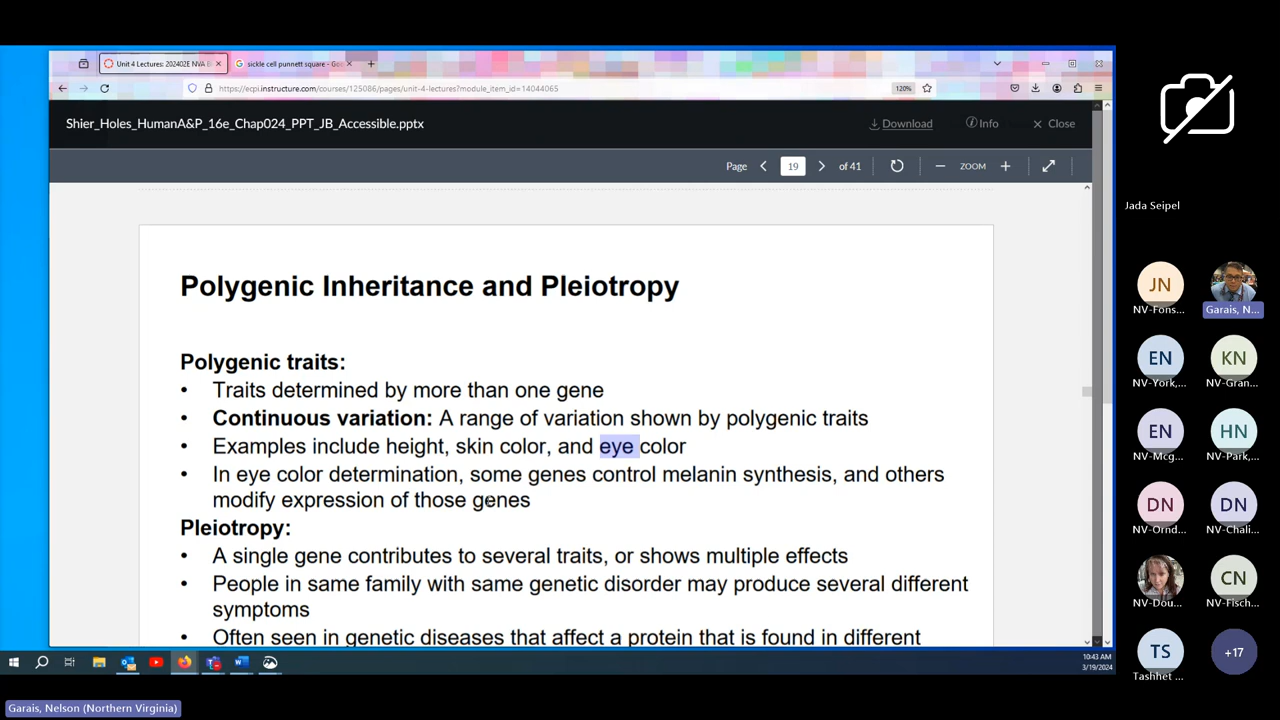 Unit 4 Lectures: 202402E NVA B
sickle cell punnett square - Goo
https://ecpi.instructure.com/courses/125086/pages/unit-4-lectures?module_item_id=14044065
120%
Shier_Holes_HumanA&P_16e_Chap024_PPT_JB_Accessible.pptx
Download
Info
Close
Page
19
of 41
ZOOM
Polygenic Inheritance and Pleiotropy
Polygenic traits:
• Traits determined by more than one gene
• Continuous variation: A range of variation shown by polygenic traits
• Examples include height, skin color, and eye color
• In eye color determination, some genes control melanin synthesis, and others
modify expression of those genes
Pleiotropy:
• A single gene contributes to several traits, or shows multiple effects
• People in same family with same genetic disorder may produce several different
symptoms
• Often seen in genetic diseases that affect a protein that is found in different
10:43 AM
3/19/2024
Jada Seipel
JN
NV-Fons...
Garais, N...
EN
NV-York,...
KN
NV-Gran...
EN
NV-Mcg...
HN
NV-Park,...
DN
NV-Ornd...
DN
NV-Chali...
NV-Dou...
CN
NV-Fisch...
TS
Tashhet ...
+17
Garais, Nelson (Northern Virginia)